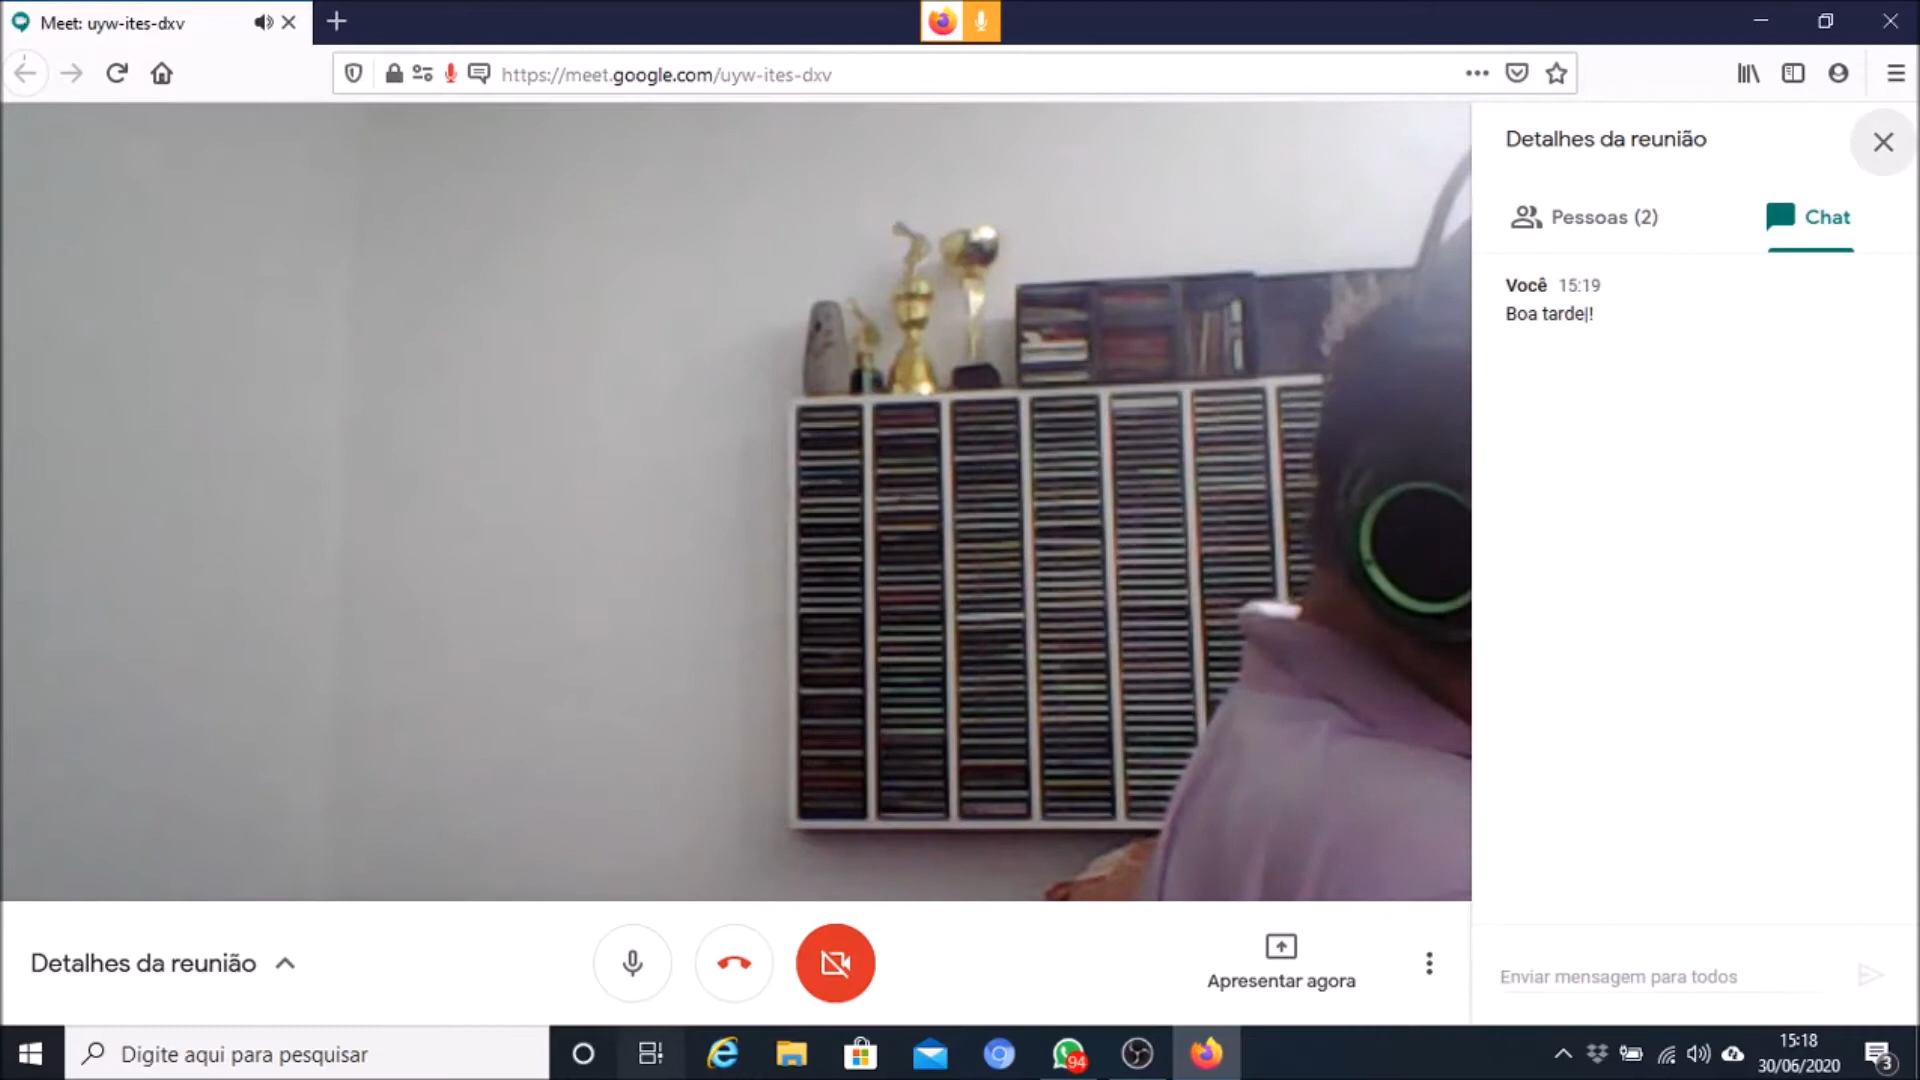 Meet: uyw-ites-dxv
https://meet.google.com/uyw-ites-dxv
Detalhes da reunião
Pessoas (2)
Chat
Você 15:19
Boa tarde!
Detalhes da reunião
Apresentar agora
Enviar mensagem para todos
Digite aqui para pesquisar
94
15:18
30/06/2020
3